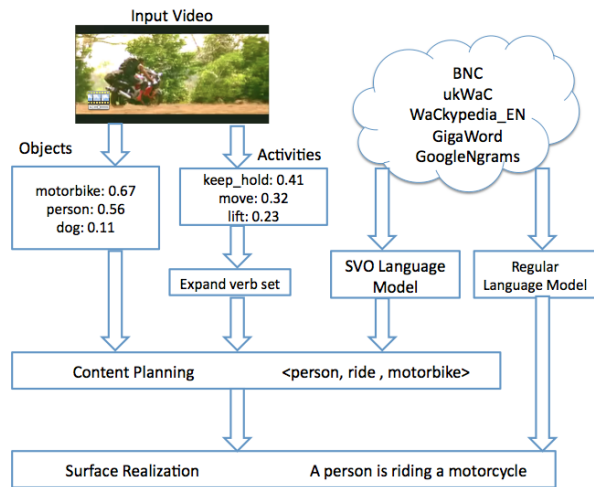 Input Video
BNC
ukWaC
WaCkypedia_EN
GigaWord
GoogleNgrams
Objects
Activities
motorbike: 0.67
person: 0.56
dog: 0.11
keep_hold: 0.41
move: 0.32
lift: 0.23
Expand verb set
SVO Language
Model
Regular
Language Model
Content Planning <person, ride , motorbike>
Surface Realization A person is riding a motorcycle